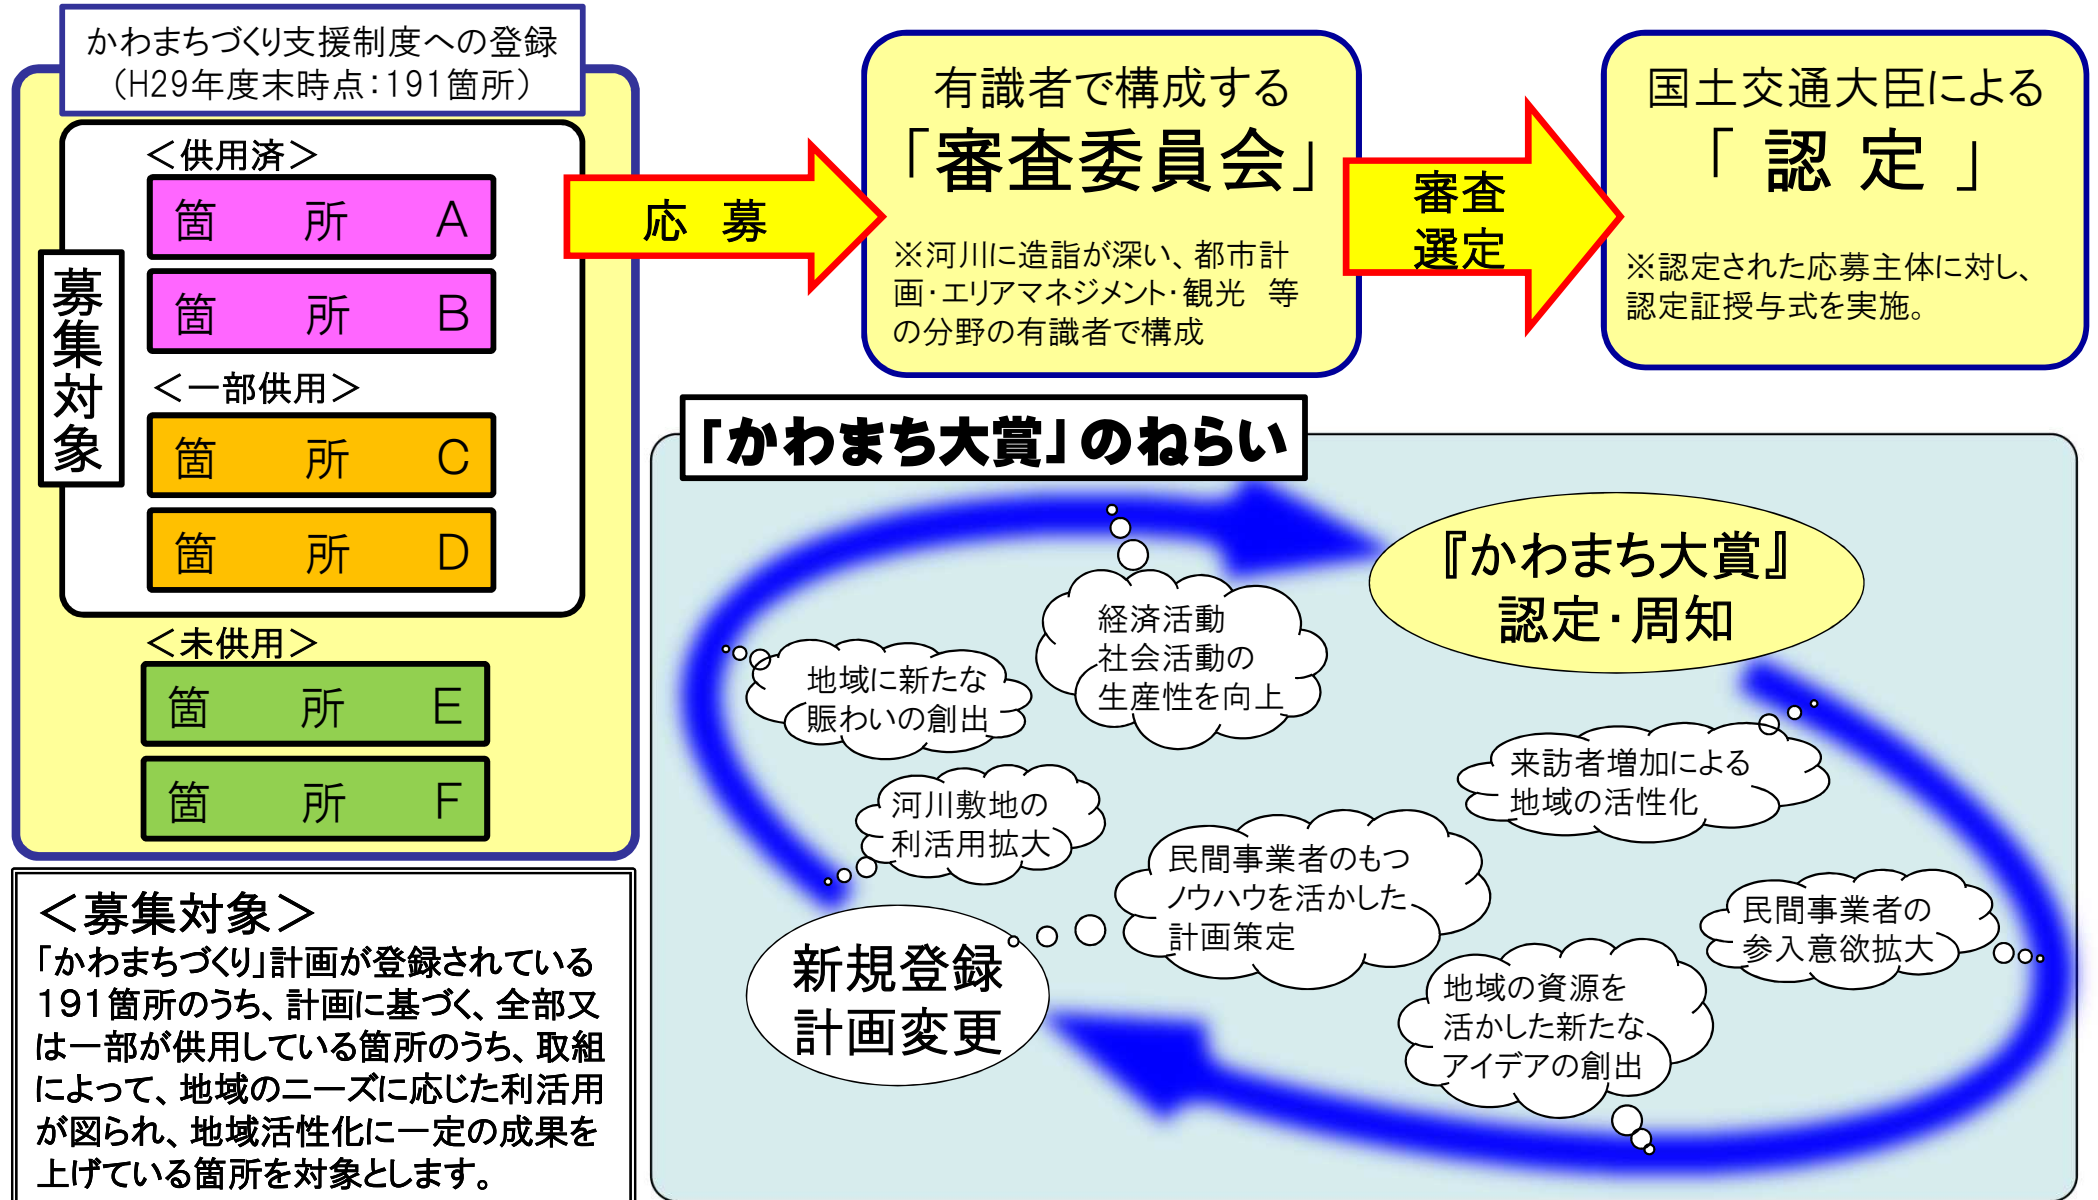 かわまちづくり支援制度への登録
(H29年度末時点:191箇所)
募集対象
<供用済>
箇　所　A
箇　所　B
<一部供用>
箇　所　C
箇　所　D
<未供用>
箇　所　E
箇　所　F
応 募
有識者で構成する
「審査委員会」
※河川に造詣が深い、都市計
画・エリアマネジメント・観光　等
の分野の有識者で構成
審査
選定
国土交通大臣による
「 認 定 」
※認定された応募主体に対し、
認定証授与式を実施。
<募集対象>
「かわまちづくり」計画が登録されている
191箇所のうち、計画に基づく、全部又
は一部が供用している箇所のうち、取組
によって、地域のニーズに応じた利活用
が図られ、地域活性化に一定の成果を
上げている箇所を対象とします。
「かわまち大賞」のねらい
『かわまち大賞』
認定・周知
来訪者増加による
地域の活性化
民間事業者の
参入意欲拡大
地域の資源を
活かした新たな
アイデアの創出
民間事業者のもつ
ノウハウを活かした
計画策定
新規登録
計画変更
河川敷地の
利活用拡大
地域に新たな
賑わいの創出
経済活動
社会活動の
生産性を向上